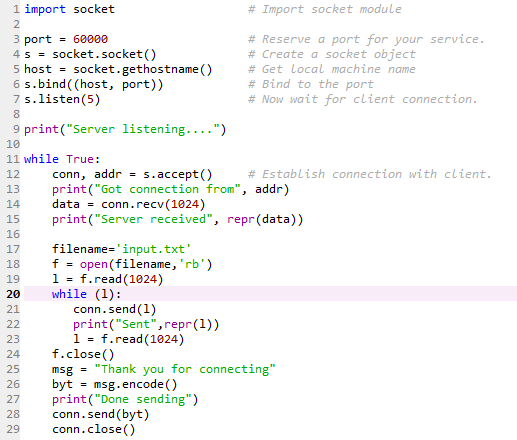 1 import socket # Import socket module
2
3 port = 60000 # Reserve a port for your service.
4 s = socket.socket() # Create a socket object
5 host = socket.gethostname() # Get local machine name
6 s.bind((host, port)) # Bind to the port
7 s.listen(5) # Now wait for client connection.
8
9 print("Server listening....")
10
11 while True:
12     conn, addr = s.accept() # Establish connection with client.
13     print("Got connection from", addr)
14     data = conn.recv(1024)
15     print("Server received", repr(data))
16
17     filename='input.txt'
18     f = open(filename,'rb')
19     l = f.read(1024)
20     while (l):
21        conn.send(l)
22        print("Sent",repr(l))
23        l = f.read(1024)
24     f.close()
25     msg = "Thank you for connecting"
26     byt = msg.encode()
27     print("Done sending")
28     conn.send(byt)
29     conn.close()